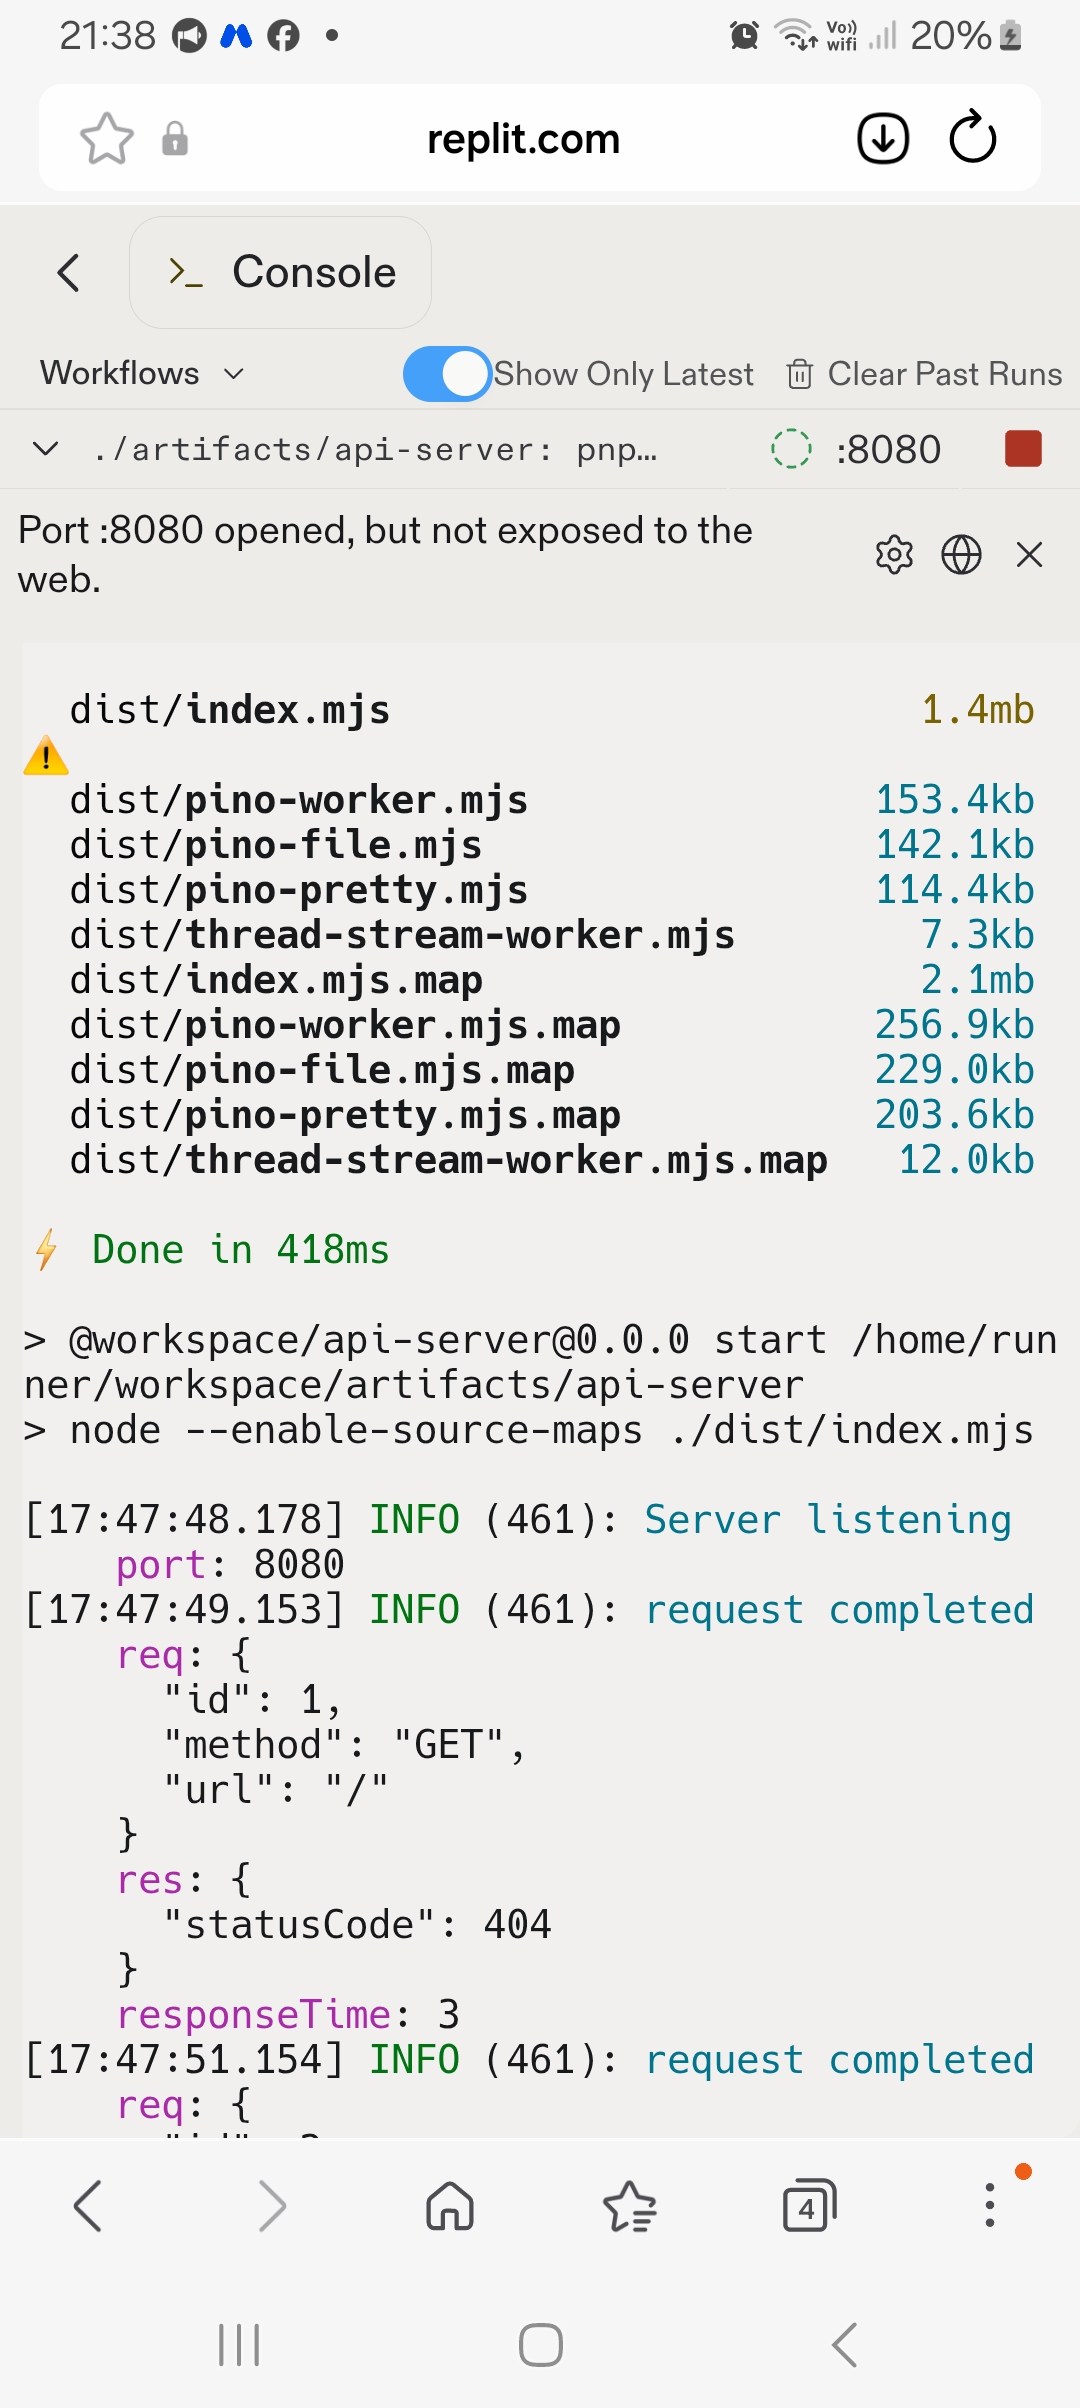 21:38
Vo)) wifi
20%
replit.com
>_ Console
Workflows
Show Only Latest
Clear Past Runs
./artifacts/api-server: pnp…
:8080
Port :8080 opened, but not exposed to the
web.
dist/index.mjs 1.4mb
dist/pino-worker.mjs 153.4kb
dist/pino-file.mjs 142.1kb
dist/pino-pretty.mjs 114.4kb
dist/thread-stream-worker.mjs 7.3kb
dist/index.mjs.map 2.1mb
dist/pino-worker.mjs.map 256.9kb
dist/pino-file.mjs.map 229.0kb
dist/pino-pretty.mjs.map 203.6kb
dist/thread-stream-worker.mjs.map 12.0kb
⚡ Done in 418ms
> @workspace/api-server@0.0.0 start /home/run
ner/workspace/artifacts/api-server
> node --enable-source-maps ./dist/index.mjs
[17:47:48.178] INFO (461): Server listening
port: 8080
[17:47:49.153] INFO (461): request completed
req: {
"id": 1,
"method": "GET",
"url": "/"
}
res: {
"statusCode": 404
}
responseTime: 3
[17:47:51.154] INFO (461): request completed
req: {
4